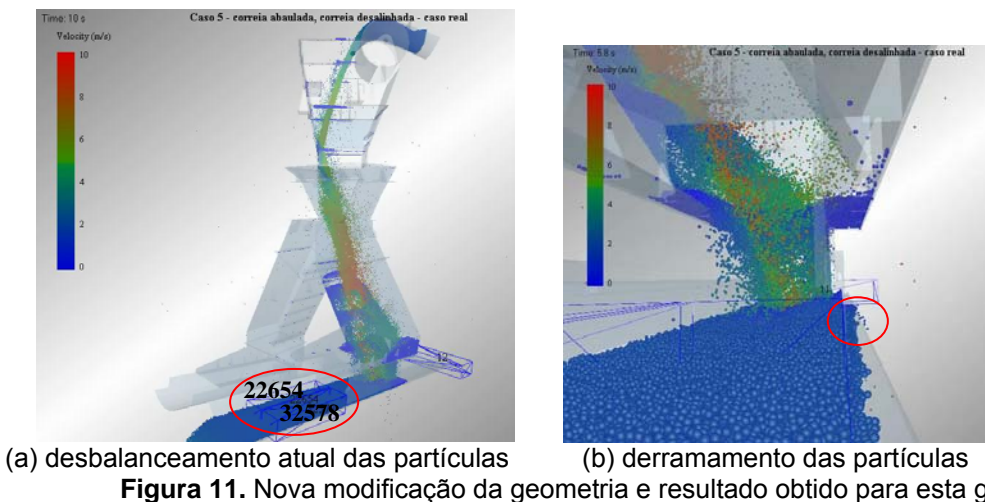 Time: 10 s
Caso 5 - correia abaulada, correia desalinhada - caso real
Velocity (m/s)
10
8
6
4
2
0
12
22654
32578
Time: 5.8 s
Caso 5 - correia abaulada, correia desalinhada - caso real
Velocity (m/s)
10
8
6
4
2
0
(a) desbalanceamento atual das partículas
(b) derramamento das partículas
Figura 11. Nova modificação da geometria e resultado obtido para esta g